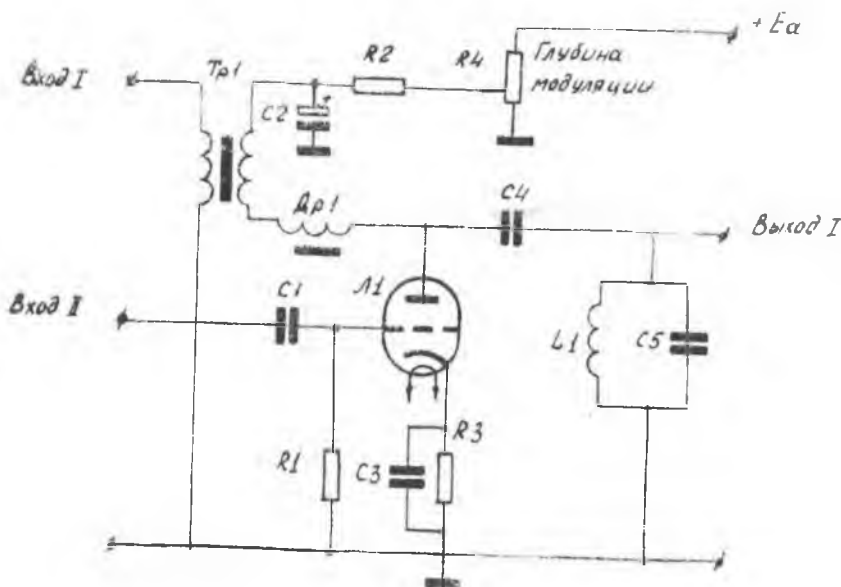 + Eа
R2
R4
Глубина
модуляции
Вход I
Тр1
C2
+
Др1
C4
Выход I
Вход II
C1
Л1
L1
C5
R1
C3
R3